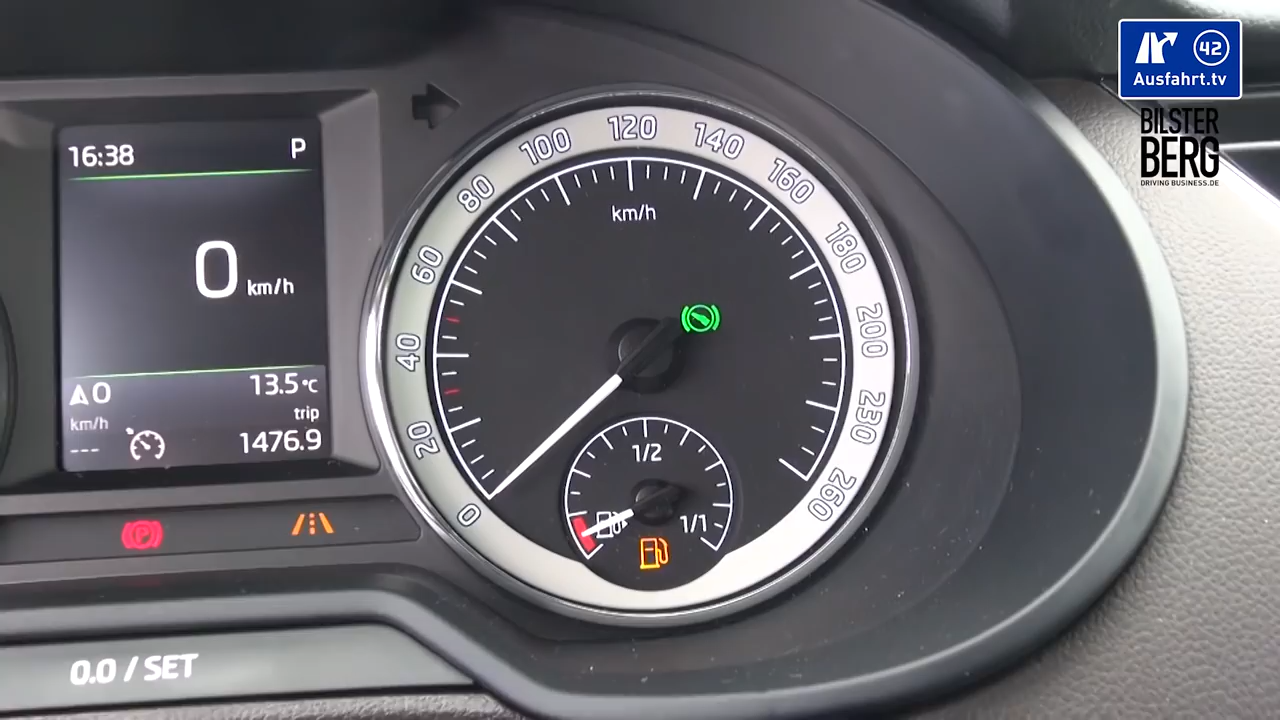 42
Ausfahrt.tv
BILSTER
BERG
DRIVING BUSINESS.DE
16:38 P
0 km/h
0 13.5°C
km/h trip
--- 1476.9
0
20
40
60
80
100
120
140
160
180
200
230
260
km/h
1/2
1/1
P
0.0 / SET